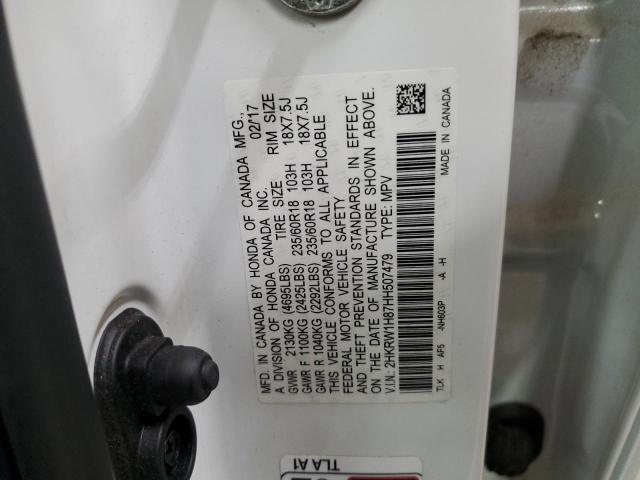 MFD. IN CANADA BY HONDA OF CANADA MFG.,
A DIVISION OF HONDA CANADA INC. 02/17
TIRE SIZE RIM SIZE
GVWR 2130KG (4695LBS)
GAWR F 1100KG (2425LBS) 235/60R18 103H 18X7.5J
GAWR R 1040KG (2292LBS) 235/60R18 103H 18X7.5J
THIS VEHICLE CONFORMS TO ALL APPLICABLE
FEDERAL MOTOR VEHICLE SAFETY
AND THEFT PREVENTION STANDARDS IN EFFECT
ON THE DATE OF MANUFACTURE SHOWN ABOVE.
V.I.N.: 2HKRW1H87HH507479 TYPE: MPV
TLK H AF5 -NH603P -A -H MADE IN CANADA
TLA A1